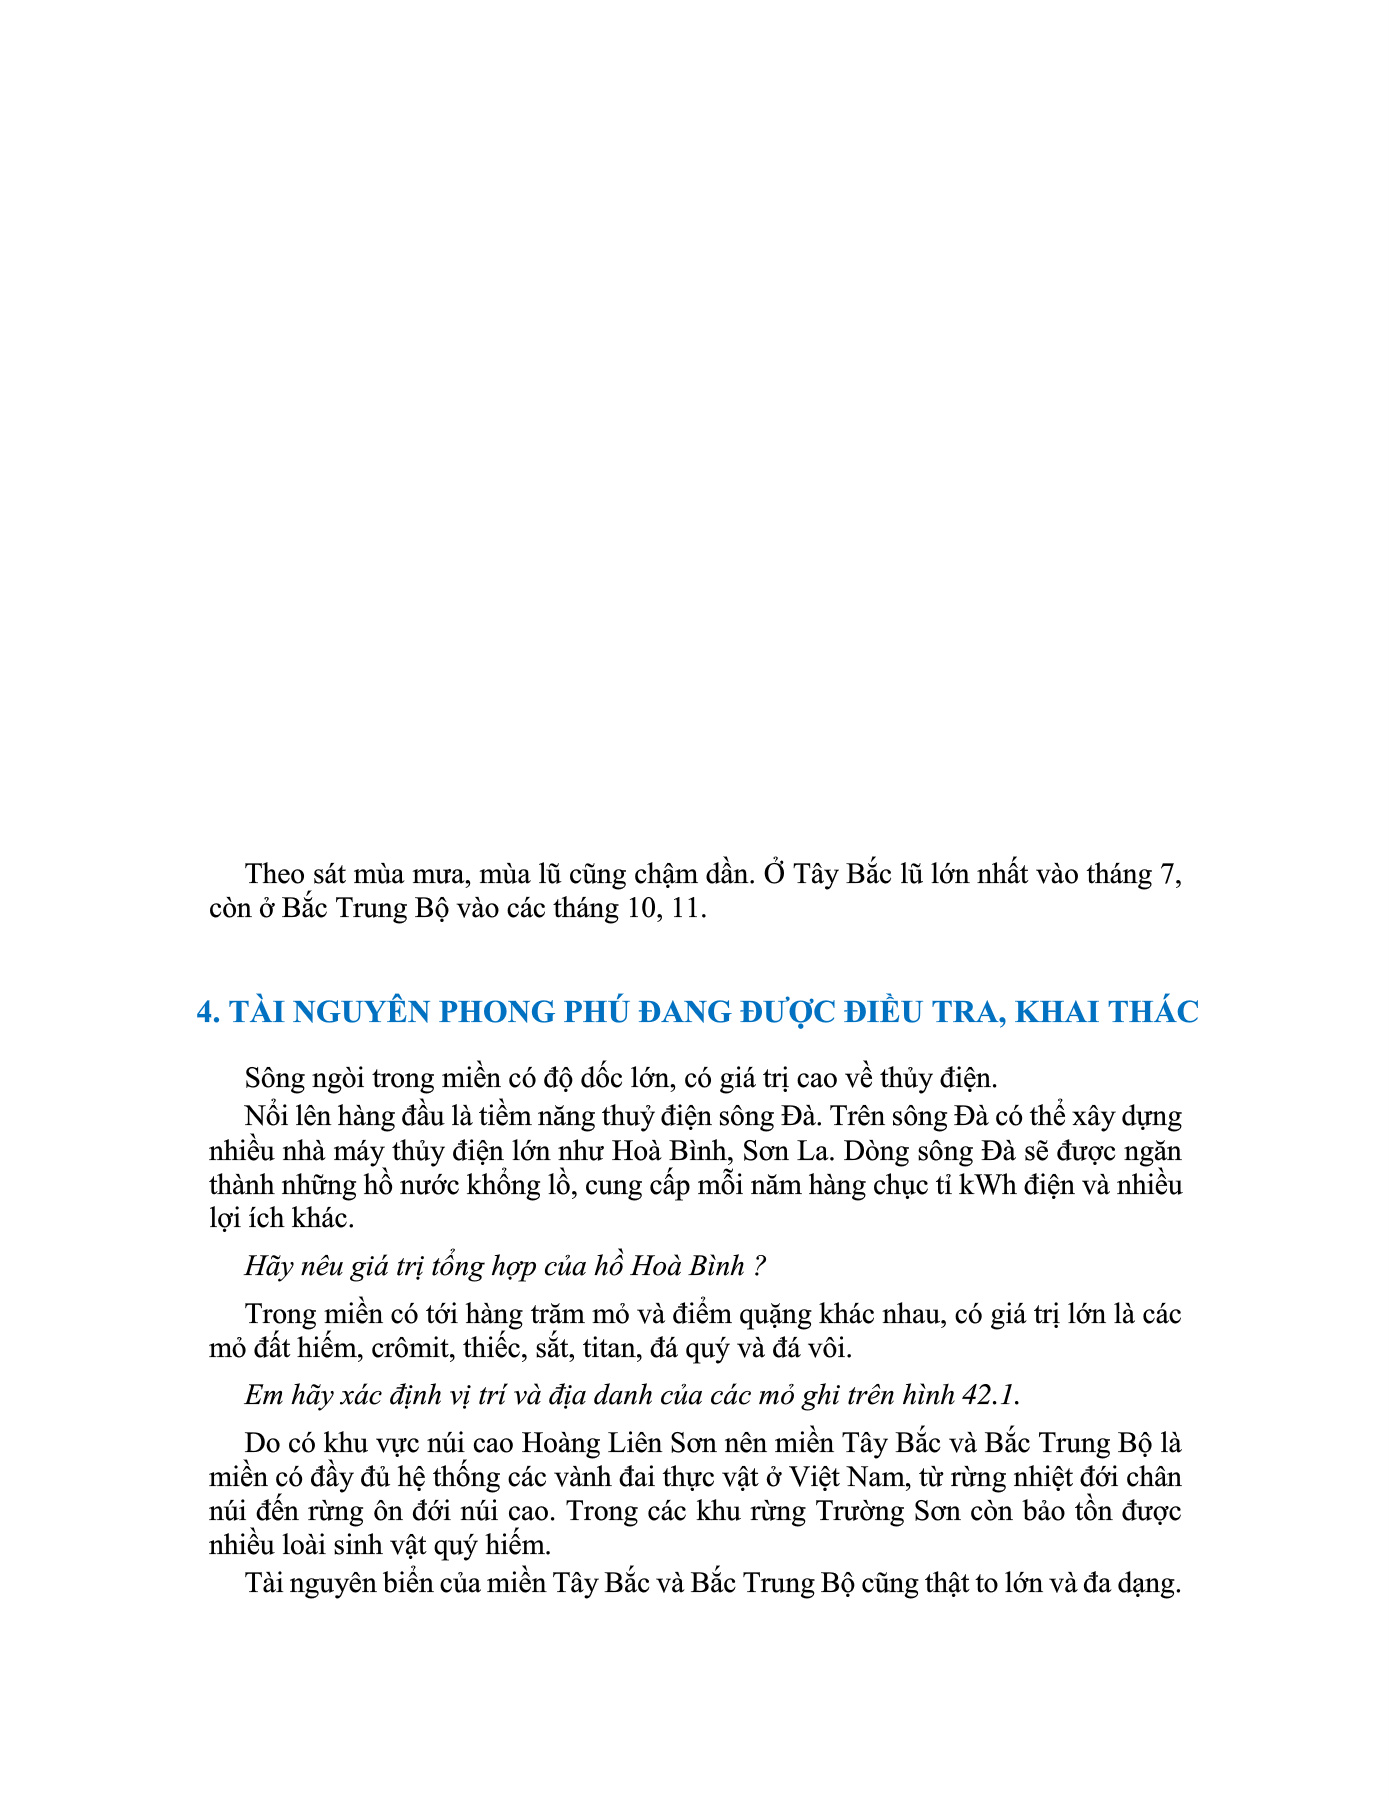 Theo sát mùa mưa, mùa lũ cũng chậm dần. Ở Tây Bắc lũ lớn nhất vào tháng 7,
còn ở Bắc Trung Bộ vào các tháng 10, 11.
4. TÀI NGUYÊN PHONG PHÚ ĐANG ĐƯỢC ĐIỀU TRA, KHAI THÁC
Sông ngòi trong miền có độ dốc lớn, có giá trị cao về thủy điện.
Nổi lên hàng đầu là tiềm năng thuỷ điện sông Đà. Trên sông Đà có thể xây dựng
nhiều nhà máy thủy điện lớn như Hoà Bình, Sơn La. Dòng sông Đà sẽ được ngăn
thành những hồ nước khổng lồ, cung cấp mỗi năm hàng chục tỉ kWh điện và nhiều
lợi ích khác.
Hãy nêu giá trị tổng hợp của hồ Hoà Bình ?
Trong miền có tới hàng trăm mỏ và điểm quặng khác nhau, có giá trị lớn là các
mỏ đất hiếm, crômit, thiếc, sắt, titan, đá quý và đá vôi.
Em hãy xác định vị trí và địa danh của các mỏ ghi trên hình 42.1.
Do có khu vực núi cao Hoàng Liên Sơn nên miền Tây Bắc và Bắc Trung Bộ là
miền có đầy đủ hệ thống các vành đai thực vật ở Việt Nam, từ rừng nhiệt đới chân
núi đến rừng ôn đới núi cao. Trong các khu rừng Trường Sơn còn bảo tồn được
nhiều loài sinh vật quý hiếm.
Tài nguyên biển của miền Tây Bắc và Bắc Trung Bộ cũng thật to lớn và đa dạng.